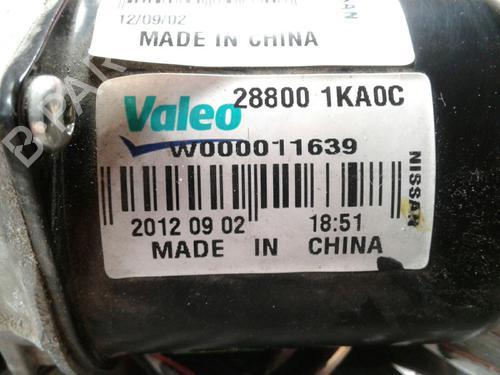 12/09/02
MADE IN CHINA
Valeo 28800 1KA0C
W000011639
NISSAN
2012 09 02 18:51
MADE IN CHINA